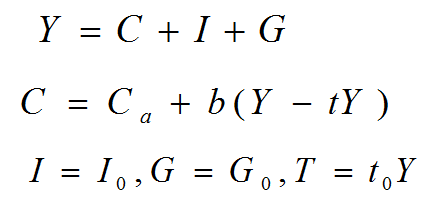 Y = C + I + G
C = C_a + b(Y − tY)
I = I_0, G = G_0, T = t_0Y